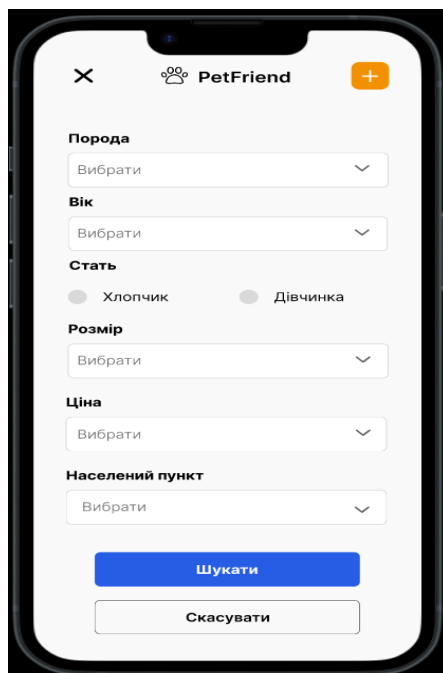 PetFriend
Порода
Вибрати
Вік
Вибрати
Стать
Хлопчик Дівчинка
Розмір
Вибрати
Ціна
Вибрати
Населений пункт
Вибрати
Шукати
Скасувати